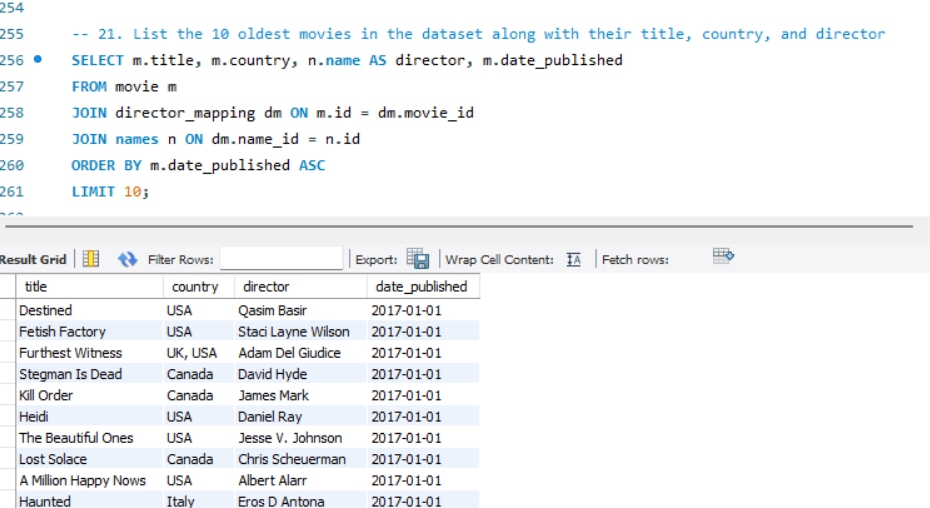 254
255 -- 21. List the 10 oldest movies in the dataset along with their title, country, and director
256 SELECT m.title, m.country, n.name AS director, m.date_published
257 FROM movie m
258 JOIN director_mapping dm ON m.id = dm.movie_id
259 JOIN names n ON dm.name_id = n.id
260 ORDER BY m.date_published ASC
261 LIMIT 10;
Result Grid Filter Rows: Export: Wrap Cell Content: IA Fetch rows:
title country director date_published
Destined USA Qasim Basir 2017-01-01
Fetish Factory USA Staci Layne Wilson 2017-01-01
Furthest Witness UK, USA Adam Del Giudice 2017-01-01
Stegman Is Dead Canada David Hyde 2017-01-01
Kill Order Canada James Mark 2017-01-01
Heidi USA Daniel Ray 2017-01-01
The Beautiful Ones USA Jesse V. Johnson 2017-01-01
Lost Solace Canada Chris Scheuerman 2017-01-01
A Million Happy Nows USA Albert Alarr 2017-01-01
Haunted Italy Eros D Antona 2017-01-01